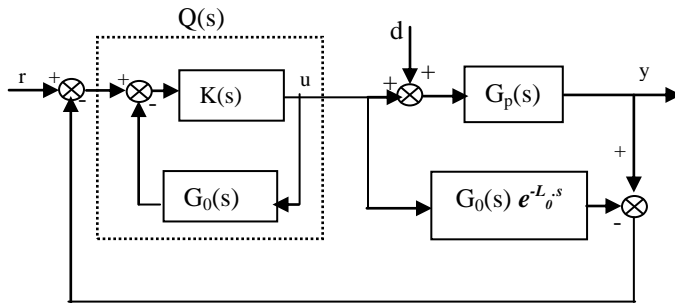 Q(s)
d
r
+
-
+
-
K(s)
u
+
+
G_p(s)
y
G_0(s)
G_0(s) e^{-L_0.s}
+
-